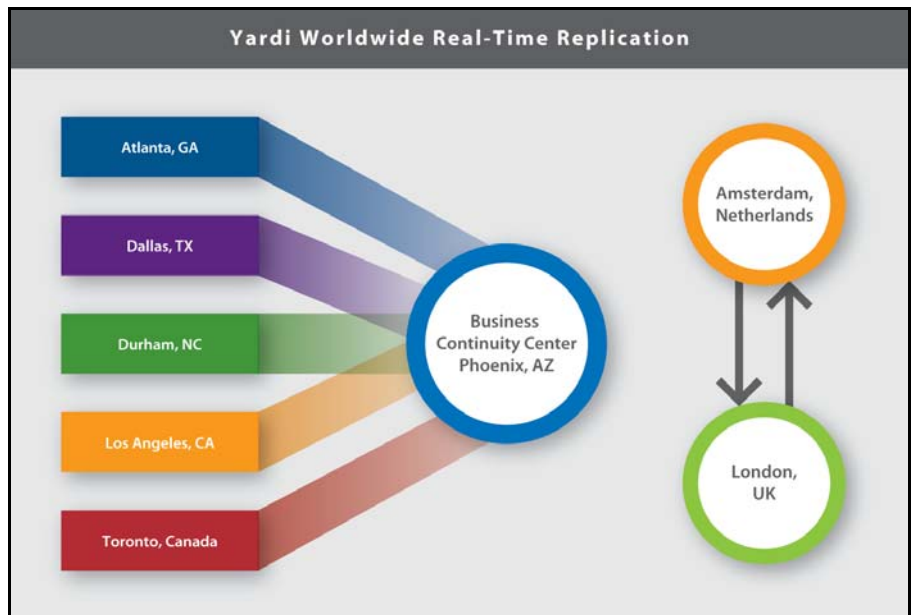 Yardi Worldwide Real-Time Replication
Atlanta, GA
Dallas, TX
Durham, NC
Los Angeles, CA
Toronto, Canada
Business
Continuity Center
Phoenix, AZ
Amsterdam,
Netherlands
London,
UK